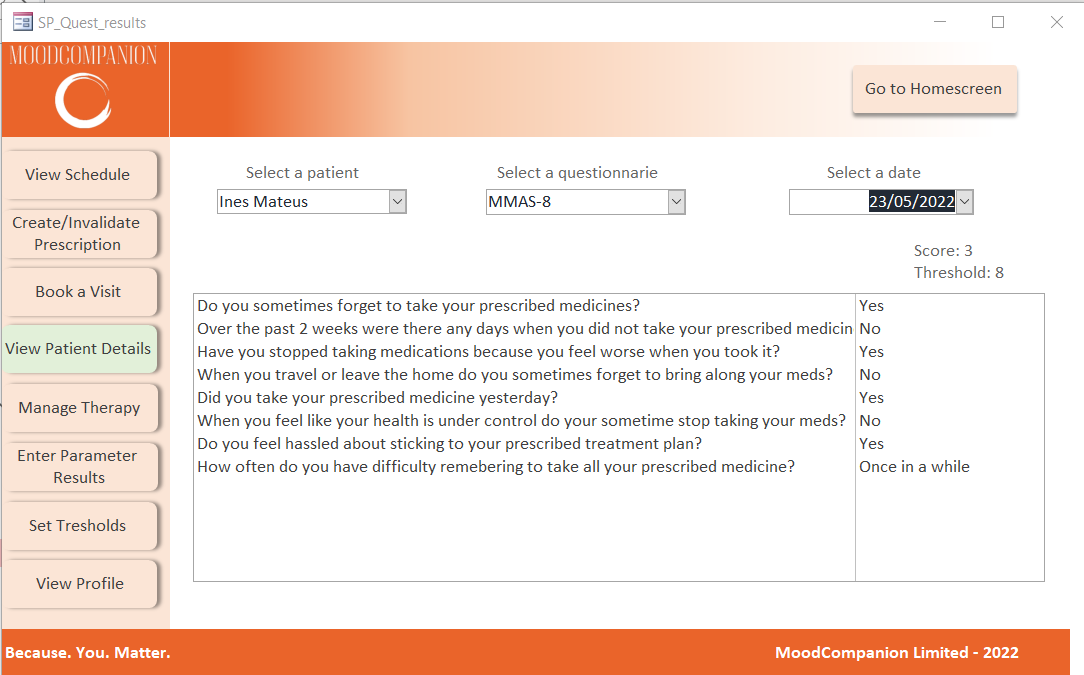 SP_Quest_results
MOODCOMPANION
Go to Homescreen
View Schedule
Create/Invalidate
Prescription
Book a Visit
View Patient Details
Manage Therapy
Enter Parameter
Results
Set Tresholds
View Profile
Select a patient
Ines Mateus
Select a questionnarie
MMAS-8
Select a date
23/05/2022
Score: 3
Threshold: 8
Do you sometimes forget to take your prescribed medicines? Yes
Over the past 2 weeks were there any days when you did not take your prescribed medicin No
Have you stopped taking medications because you feel worse when you took it? Yes
When you travel or leave the home do you sometimes forget to bring along your meds? No
Did you take your prescribed medicine yesterday? Yes
When you feel like your health is under control do your sometime stop taking your meds? No
Do you feel hassled about sticking to your prescribed treatment plan? Yes
How often do you have difficulty remebering to take all your prescribed medicine? Once in a while
Because. You. Matter.
MoodCompanion Limited - 2022